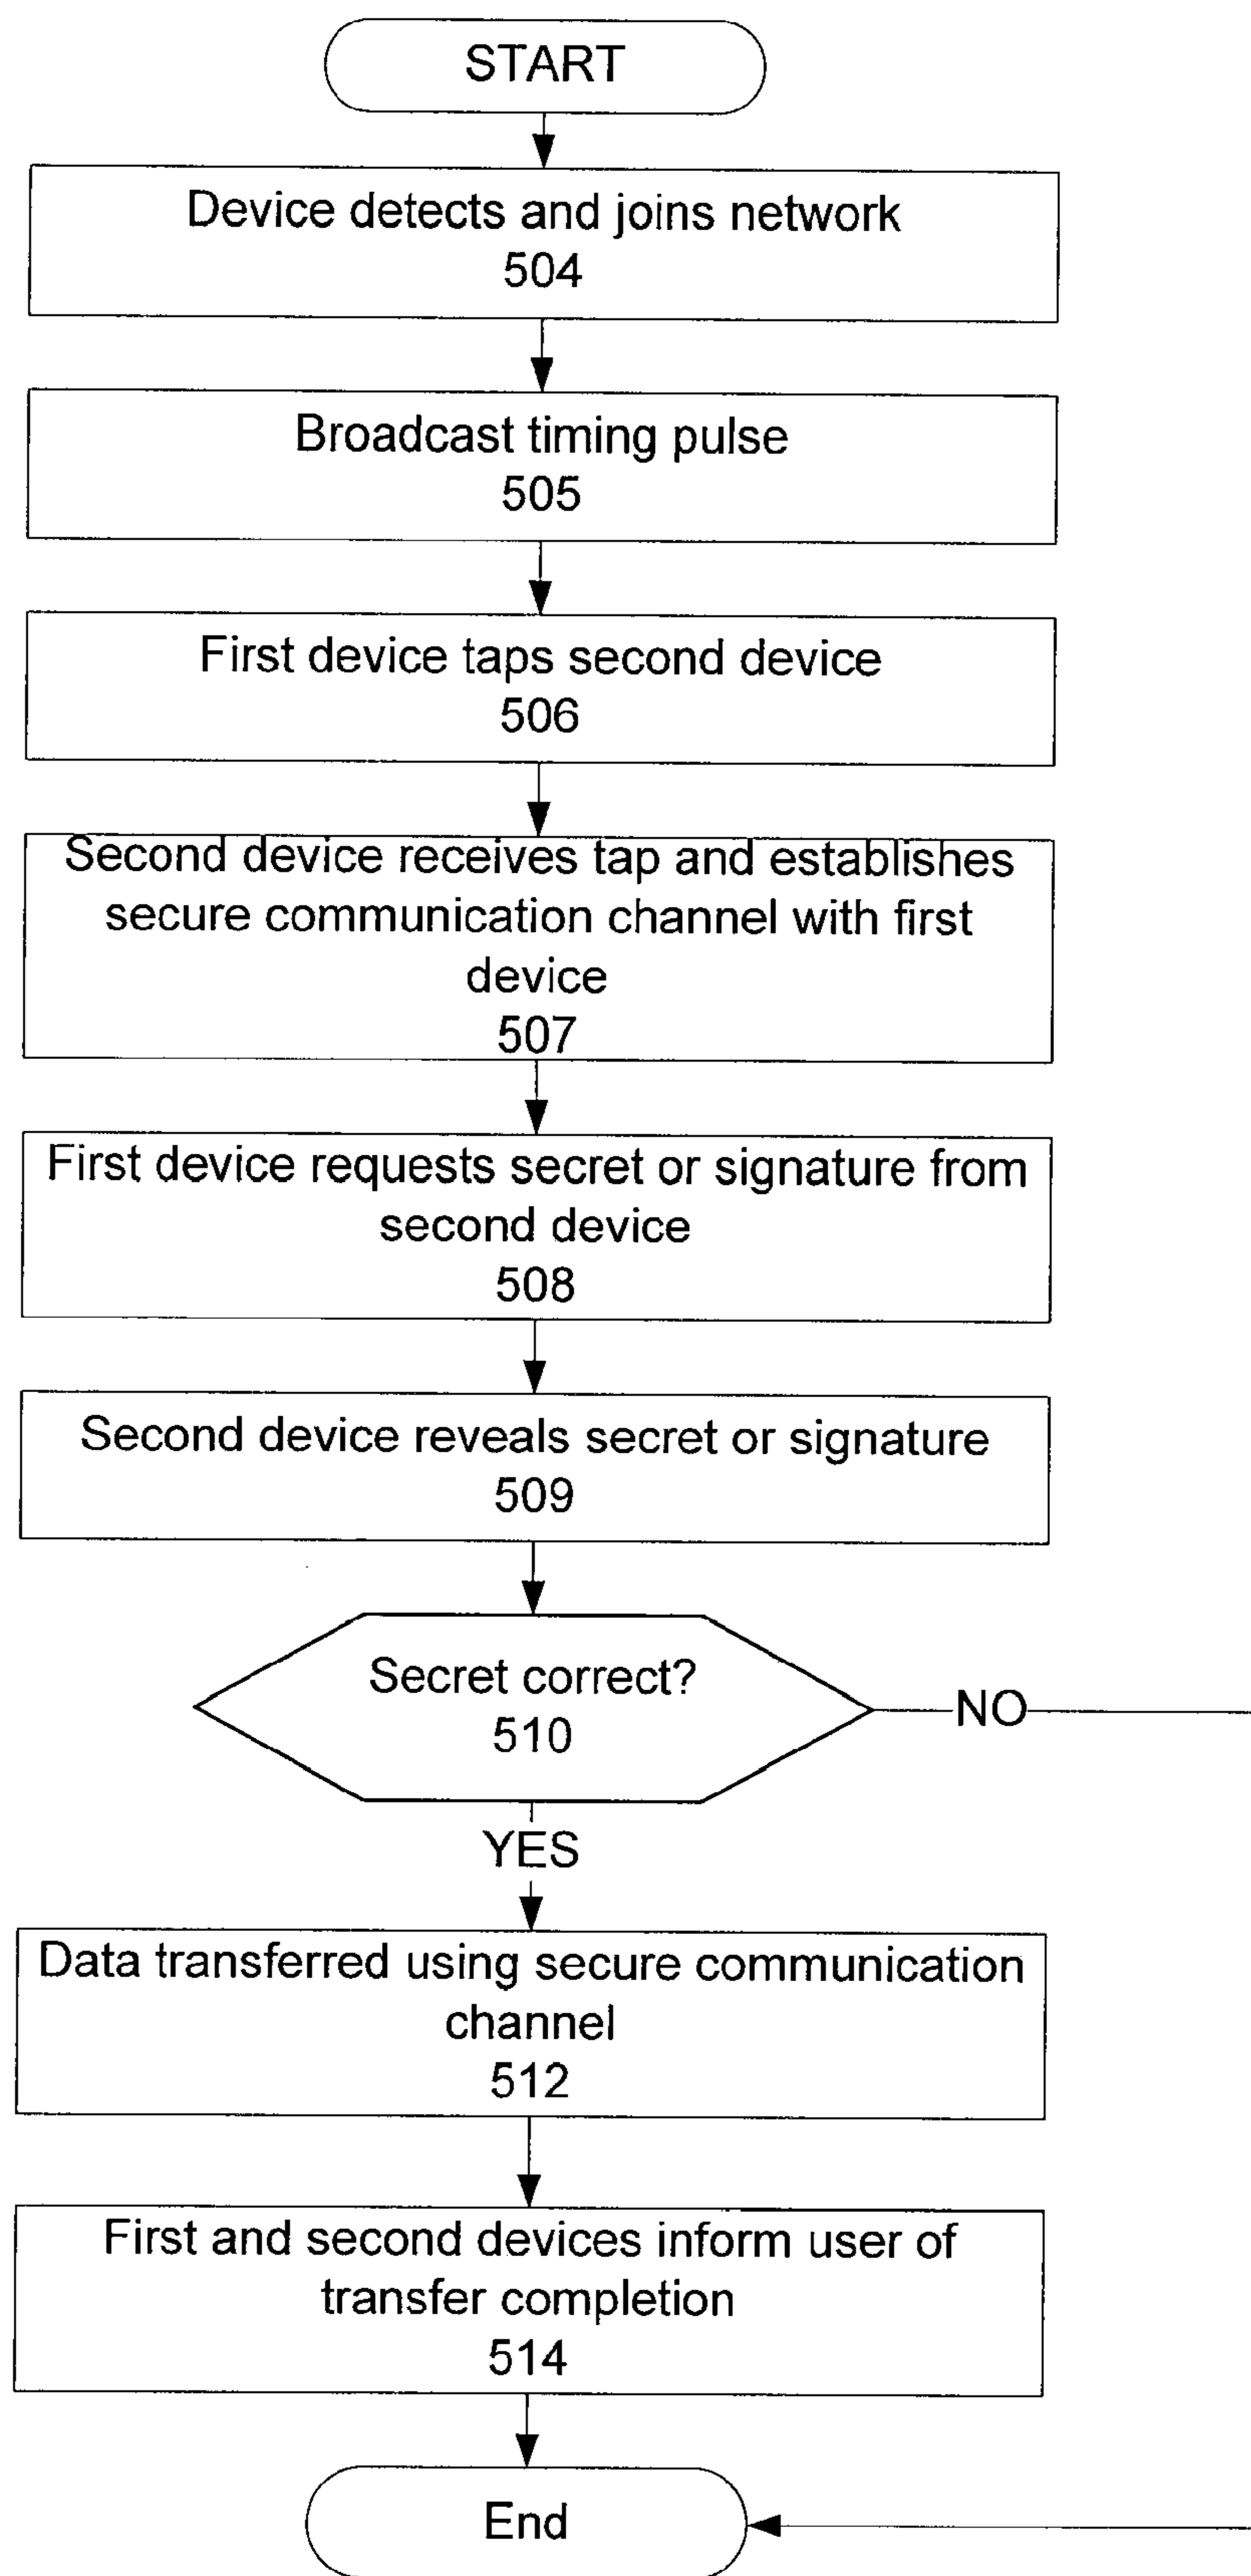 START
Device detects and joins network
504
Broadcast timing pulse
505
First device taps second device
506
Second device receives tap and establishes
secure communication channel with first
device
507
First device requests secret or signature from
second device
508
Second device reveals secret or signature
509
Secret correct?
510
NO
YES
Data transferred using secure communication
channel
512
First and second devices inform user of
transfer completion
514
End